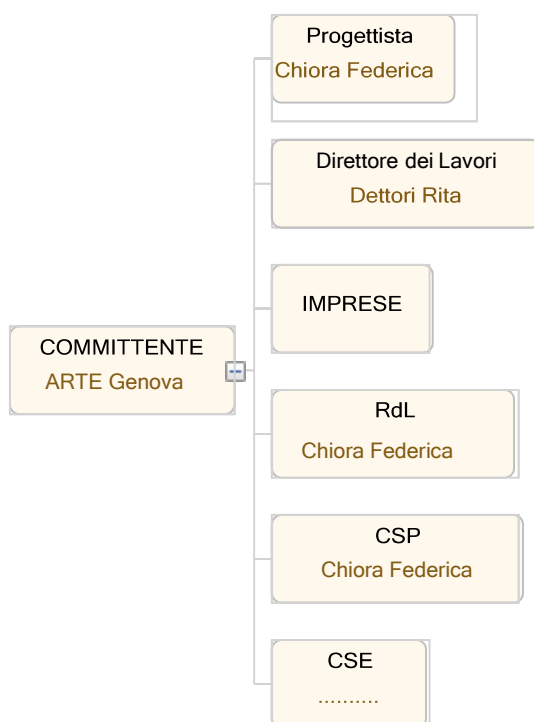 Progettista
Chiora Federica
Direttore dei Lavori
Dettori Rita
IMPRESE
COMMITTENTE
ARTE Genova
RdL
Chiora Federica
CSP
Chiora Federica
CSE
..........